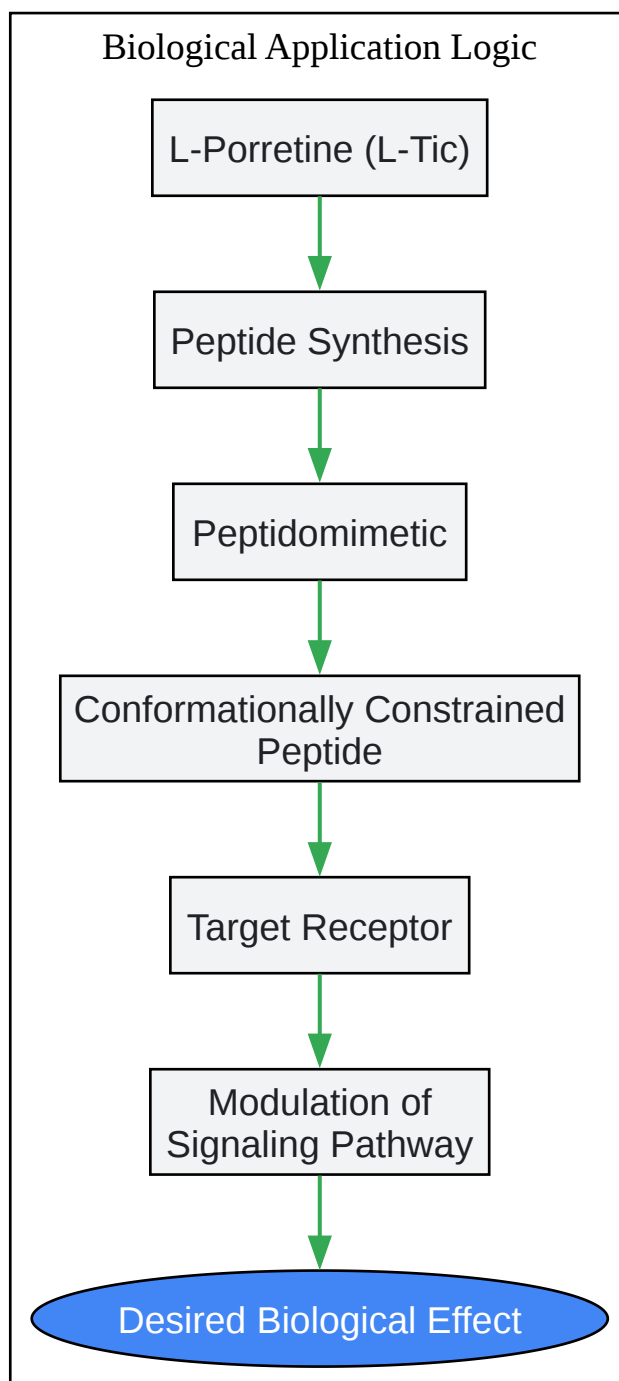 Biological Application Logic
L-Porretine (L-Tic)
Peptide Synthesis
Peptidomimetic
Conformationally Constrained
Peptide
Target Receptor
Modulation of
Signaling Pathway
Desired Biological Effect